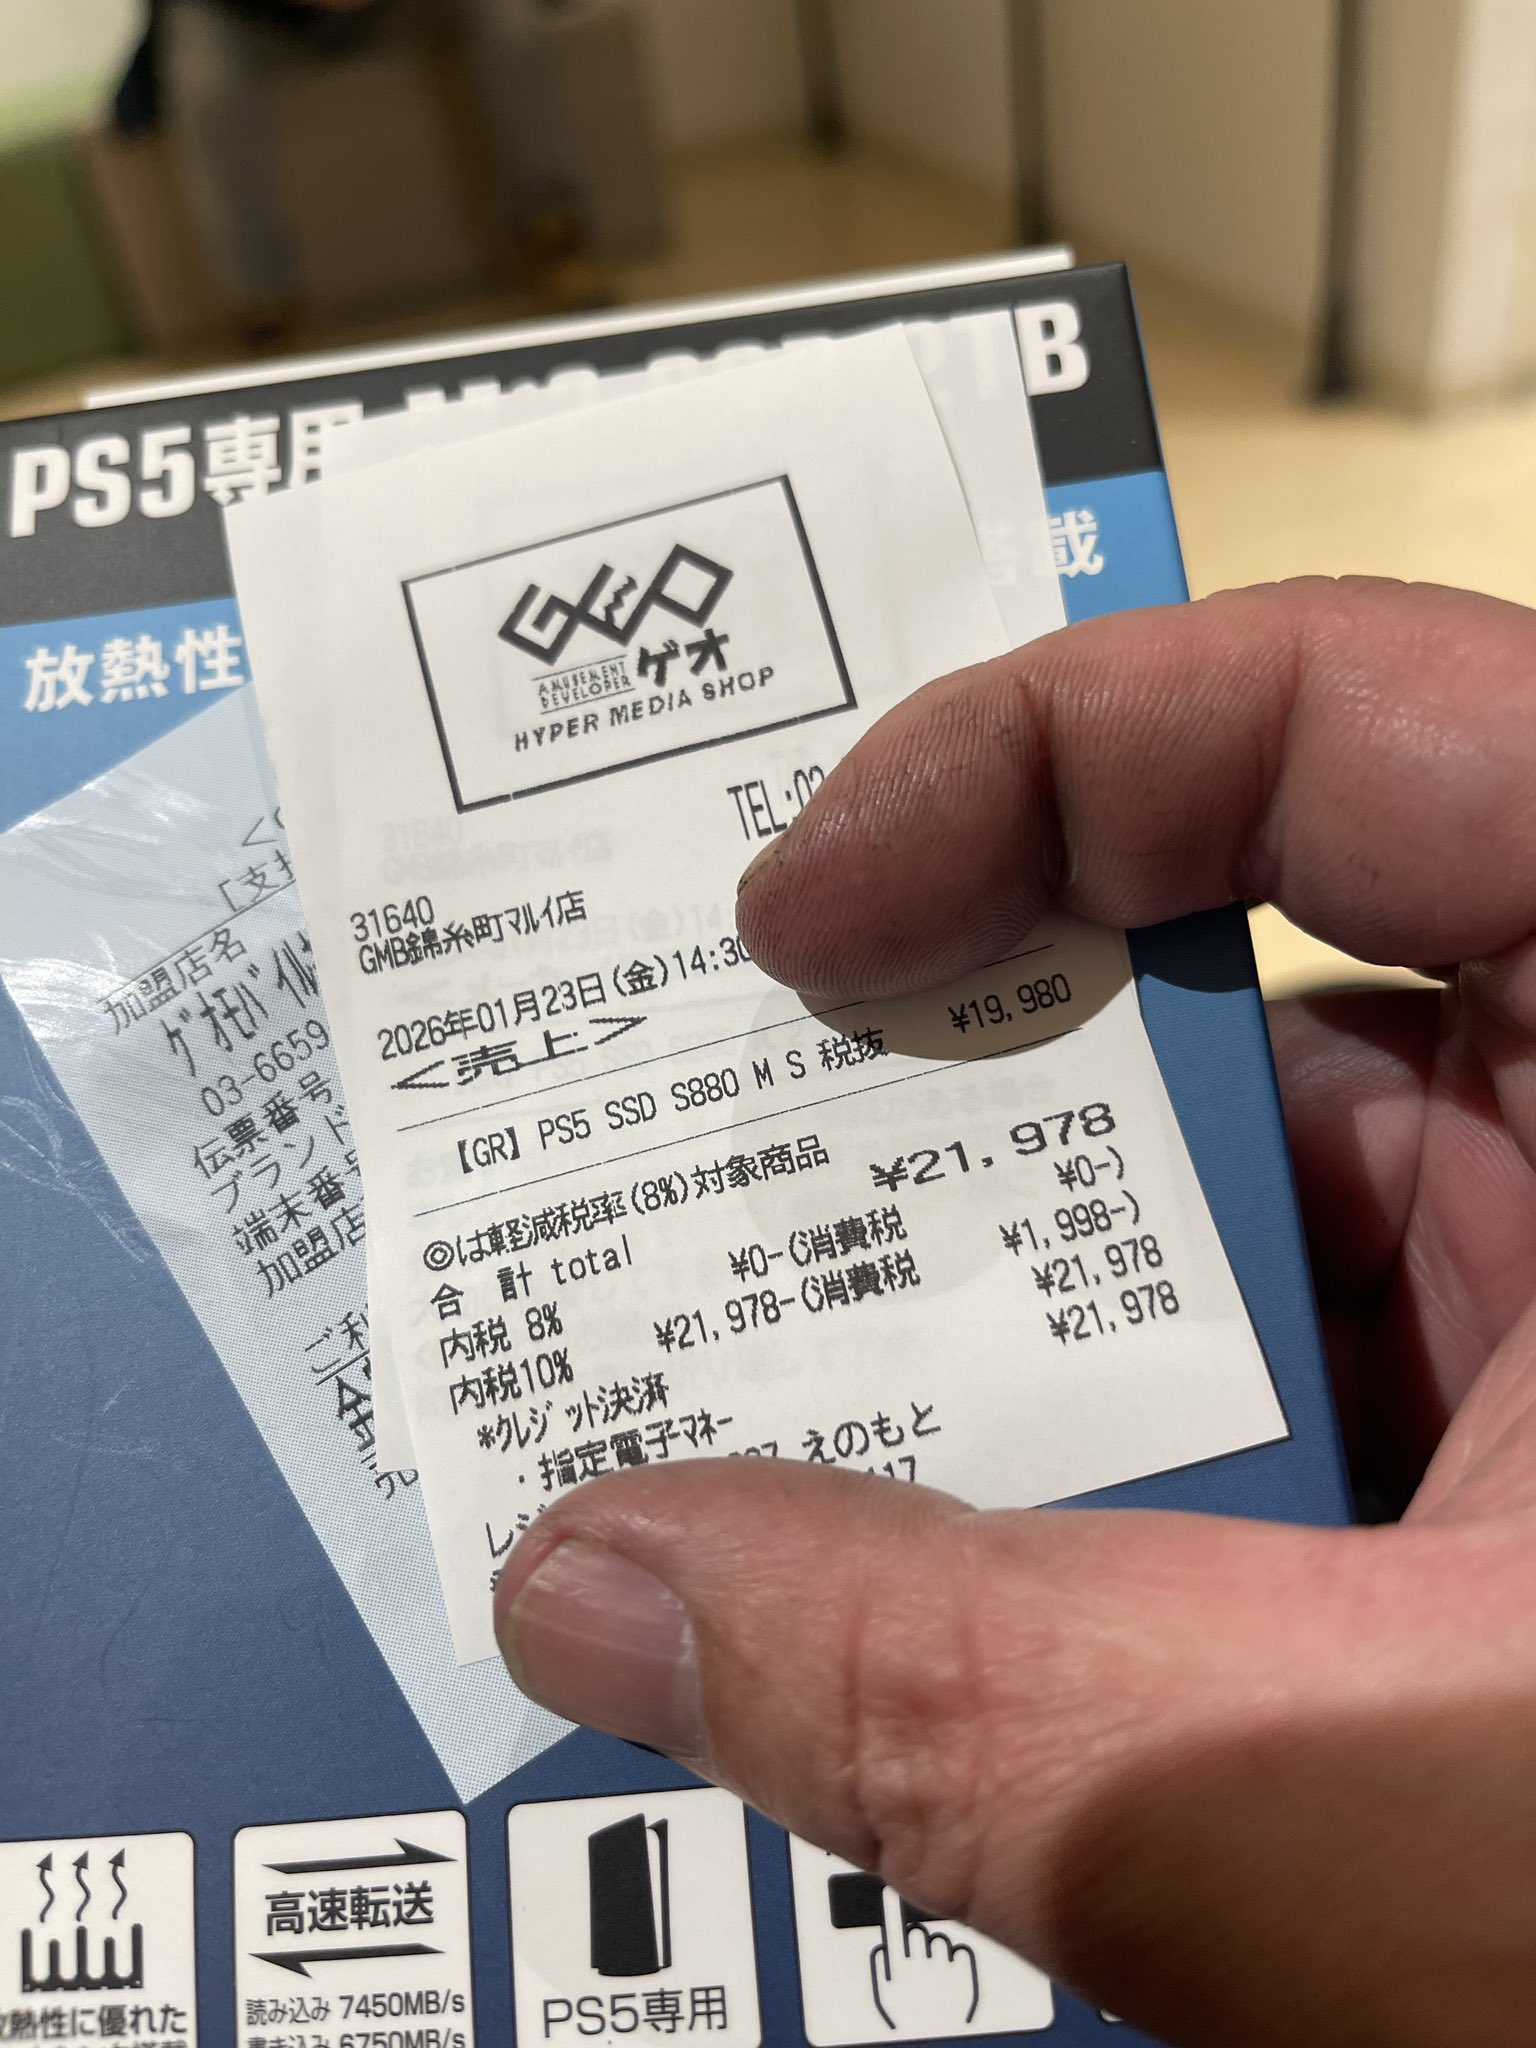 PS5専用
B
放熱性
搭載
GEO
ゲオ
AMUSEMENT
DEVELOPER
HYPER MEDIA SHOP
TEL:03
31640
GMB錦糸町マルイ店
2026年01月23日(金)14:30
<売上>
【GR】PS5 SSD S880 M S 税抜 ¥19,980
◎は軽減税率(8%)対象商品
合 計 total ¥21,978
内税 8% ¥0-(消費税 ¥0-)
内税10% ¥21,978-(消費税 ¥1,998-)
*クレジット決済 ¥21,978
・指定電子マネー ¥21,978
えのもと
加盟店名
ゲオモバイル
03-6659
伝票番号
ブランド
端末番号
加盟店
放熱性に優れた
高速転送
読み込み 7450MB/s
書き込み 6750MB/s
PS5専用